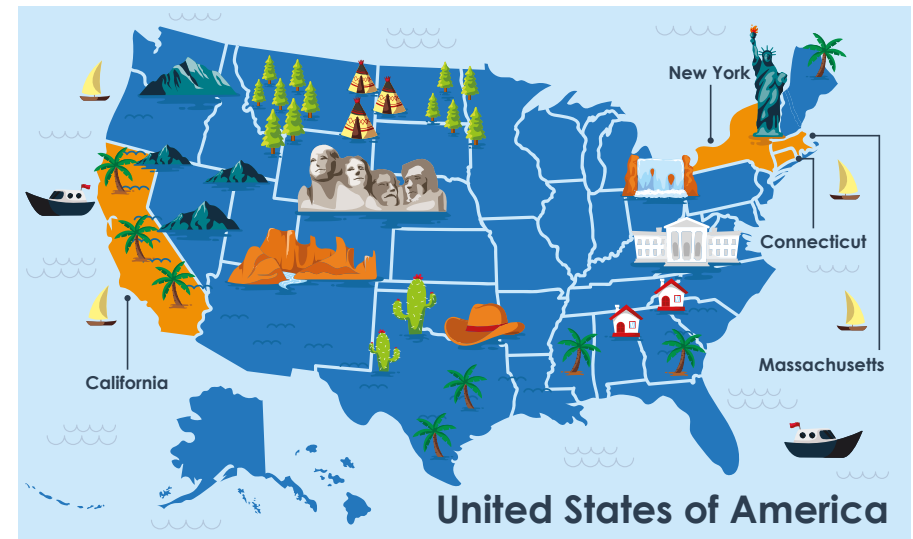 New York
Connecticut
Massachusetts
California
United States of America